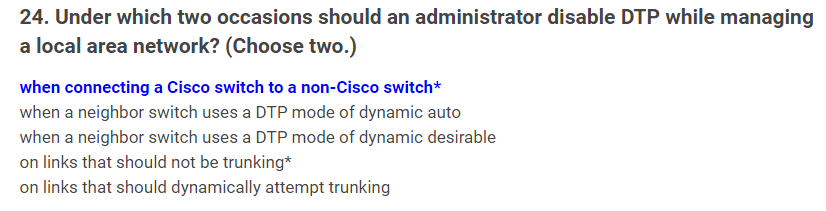 24. Under which two occasions should an administrator disable DTP while managing
a local area network? (Choose two.)
when connecting a Cisco switch to a non-Cisco switch*
when a neighbor switch uses a DTP mode of dynamic auto
when a neighbor switch uses a DTP mode of dynamic desirable
on links that should not be trunking*
on links that should dynamically attempt trunking